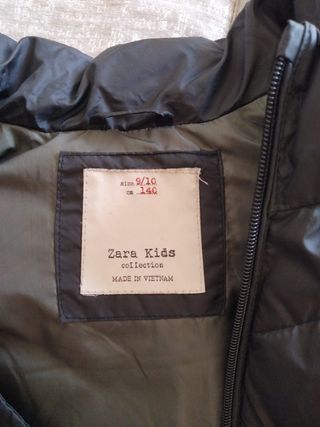 size 9/10
cm 140
Zara Kids
collection
MADE IN VIETNAM